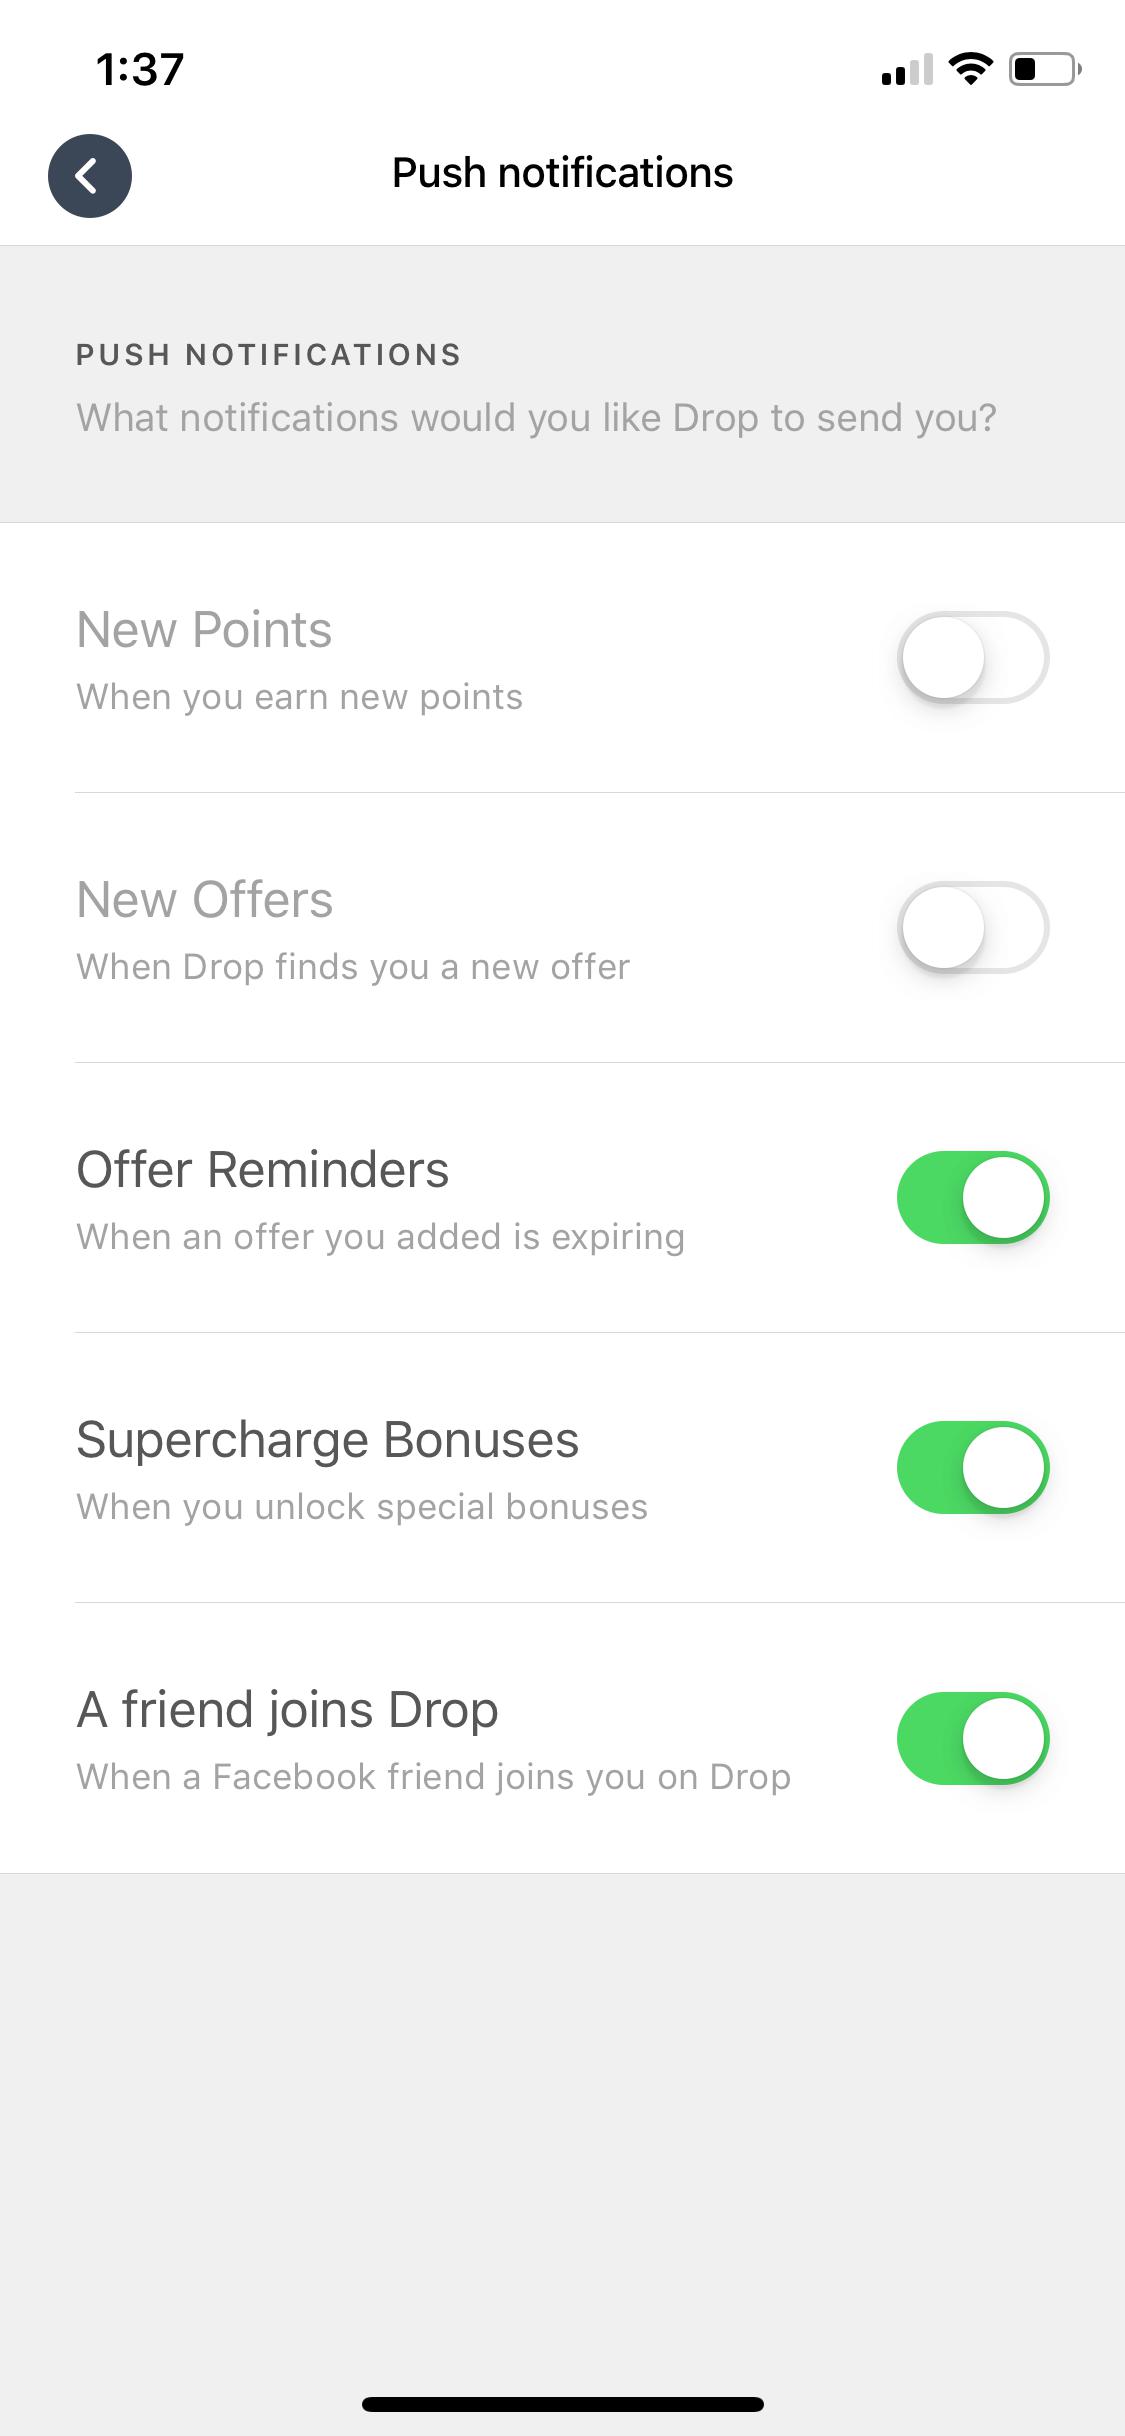 1:37
Push notifications
PUSH NOTIFICATIONS
What notifications would you like Drop to send you?
New Points
When you earn new points
New Offers
When Drop finds you a new offer
Offer Reminders
When an offer you added is expiring
Supercharge Bonuses
When you unlock special bonuses
A friend joins Drop
When a Facebook friend joins you on Drop